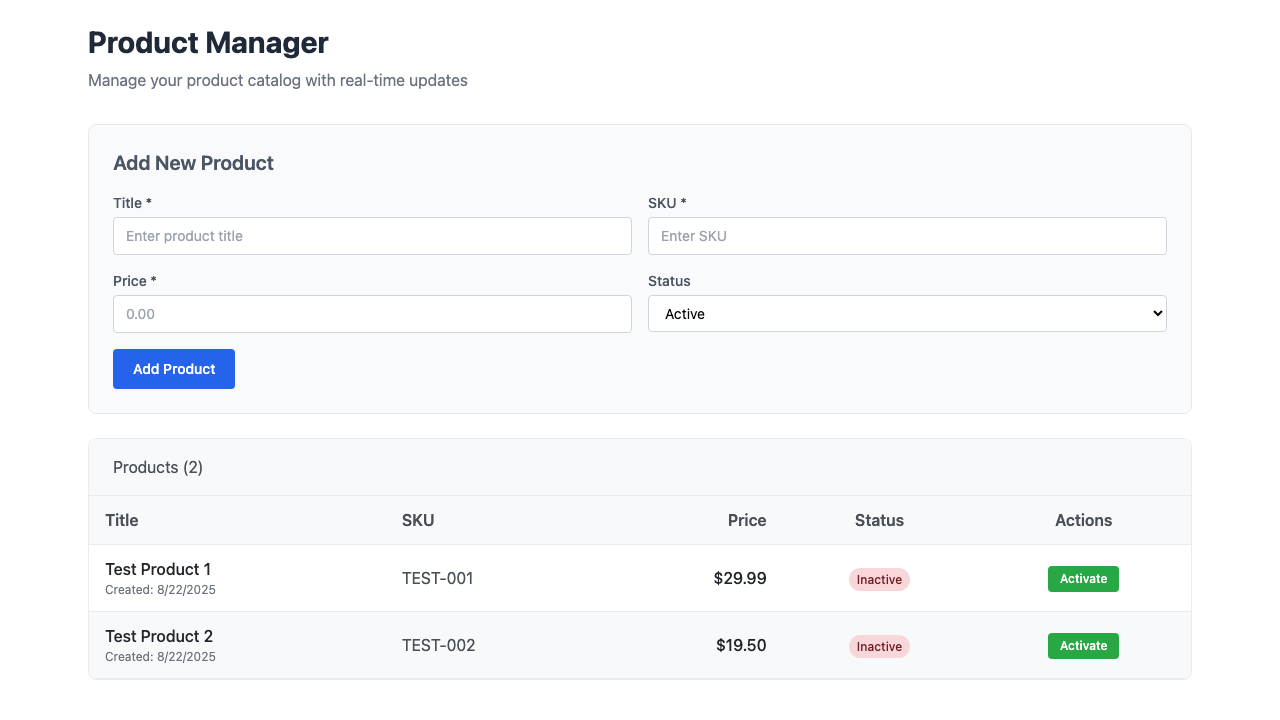 Product Manager
Manage your product catalog with real-time updates
Add New Product
Title * SKU *
Enter product title Enter SKU
Price * Status
0.00 Active
Add Product
Products (2)
Title SKU Price Status Actions
Test Product 1
Created: 8/22/2025
TEST-001 $29.99 Inactive Activate
Test Product 2
Created: 8/22/2025
TEST-002 $19.50 Inactive Activate